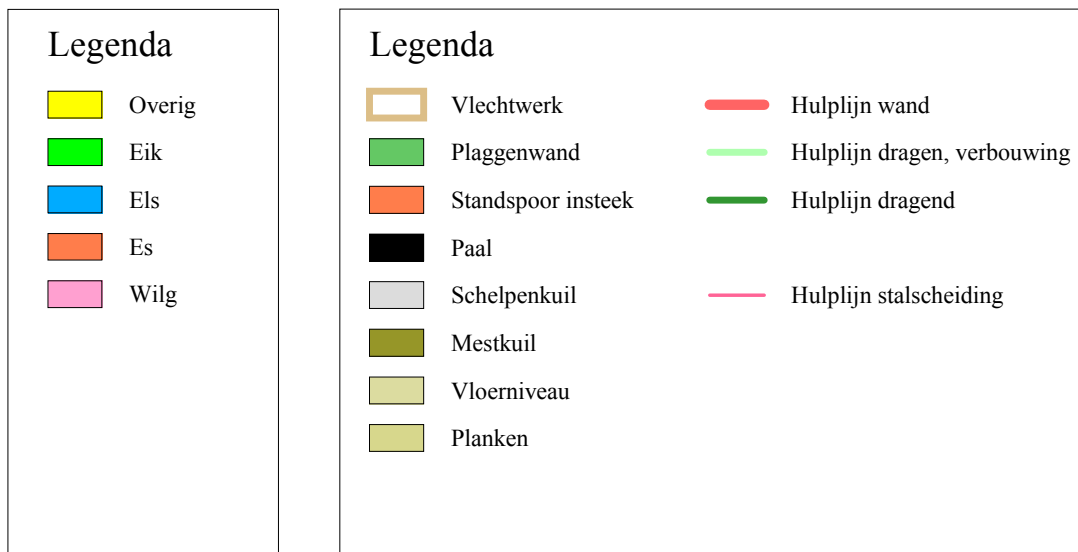 Legenda
Overig
Eik
Els
Es
Wilg
Legenda
Vlechtwerk
Plaggenwand
Standspoor insteek
Paal
Schelpenkuil
Mestkuil
Vloerniveau
Planken
Hulplijn wand
Hulplijn dragen, verbouwing
Hulplijn dragend
Hulplijn stalscheiding